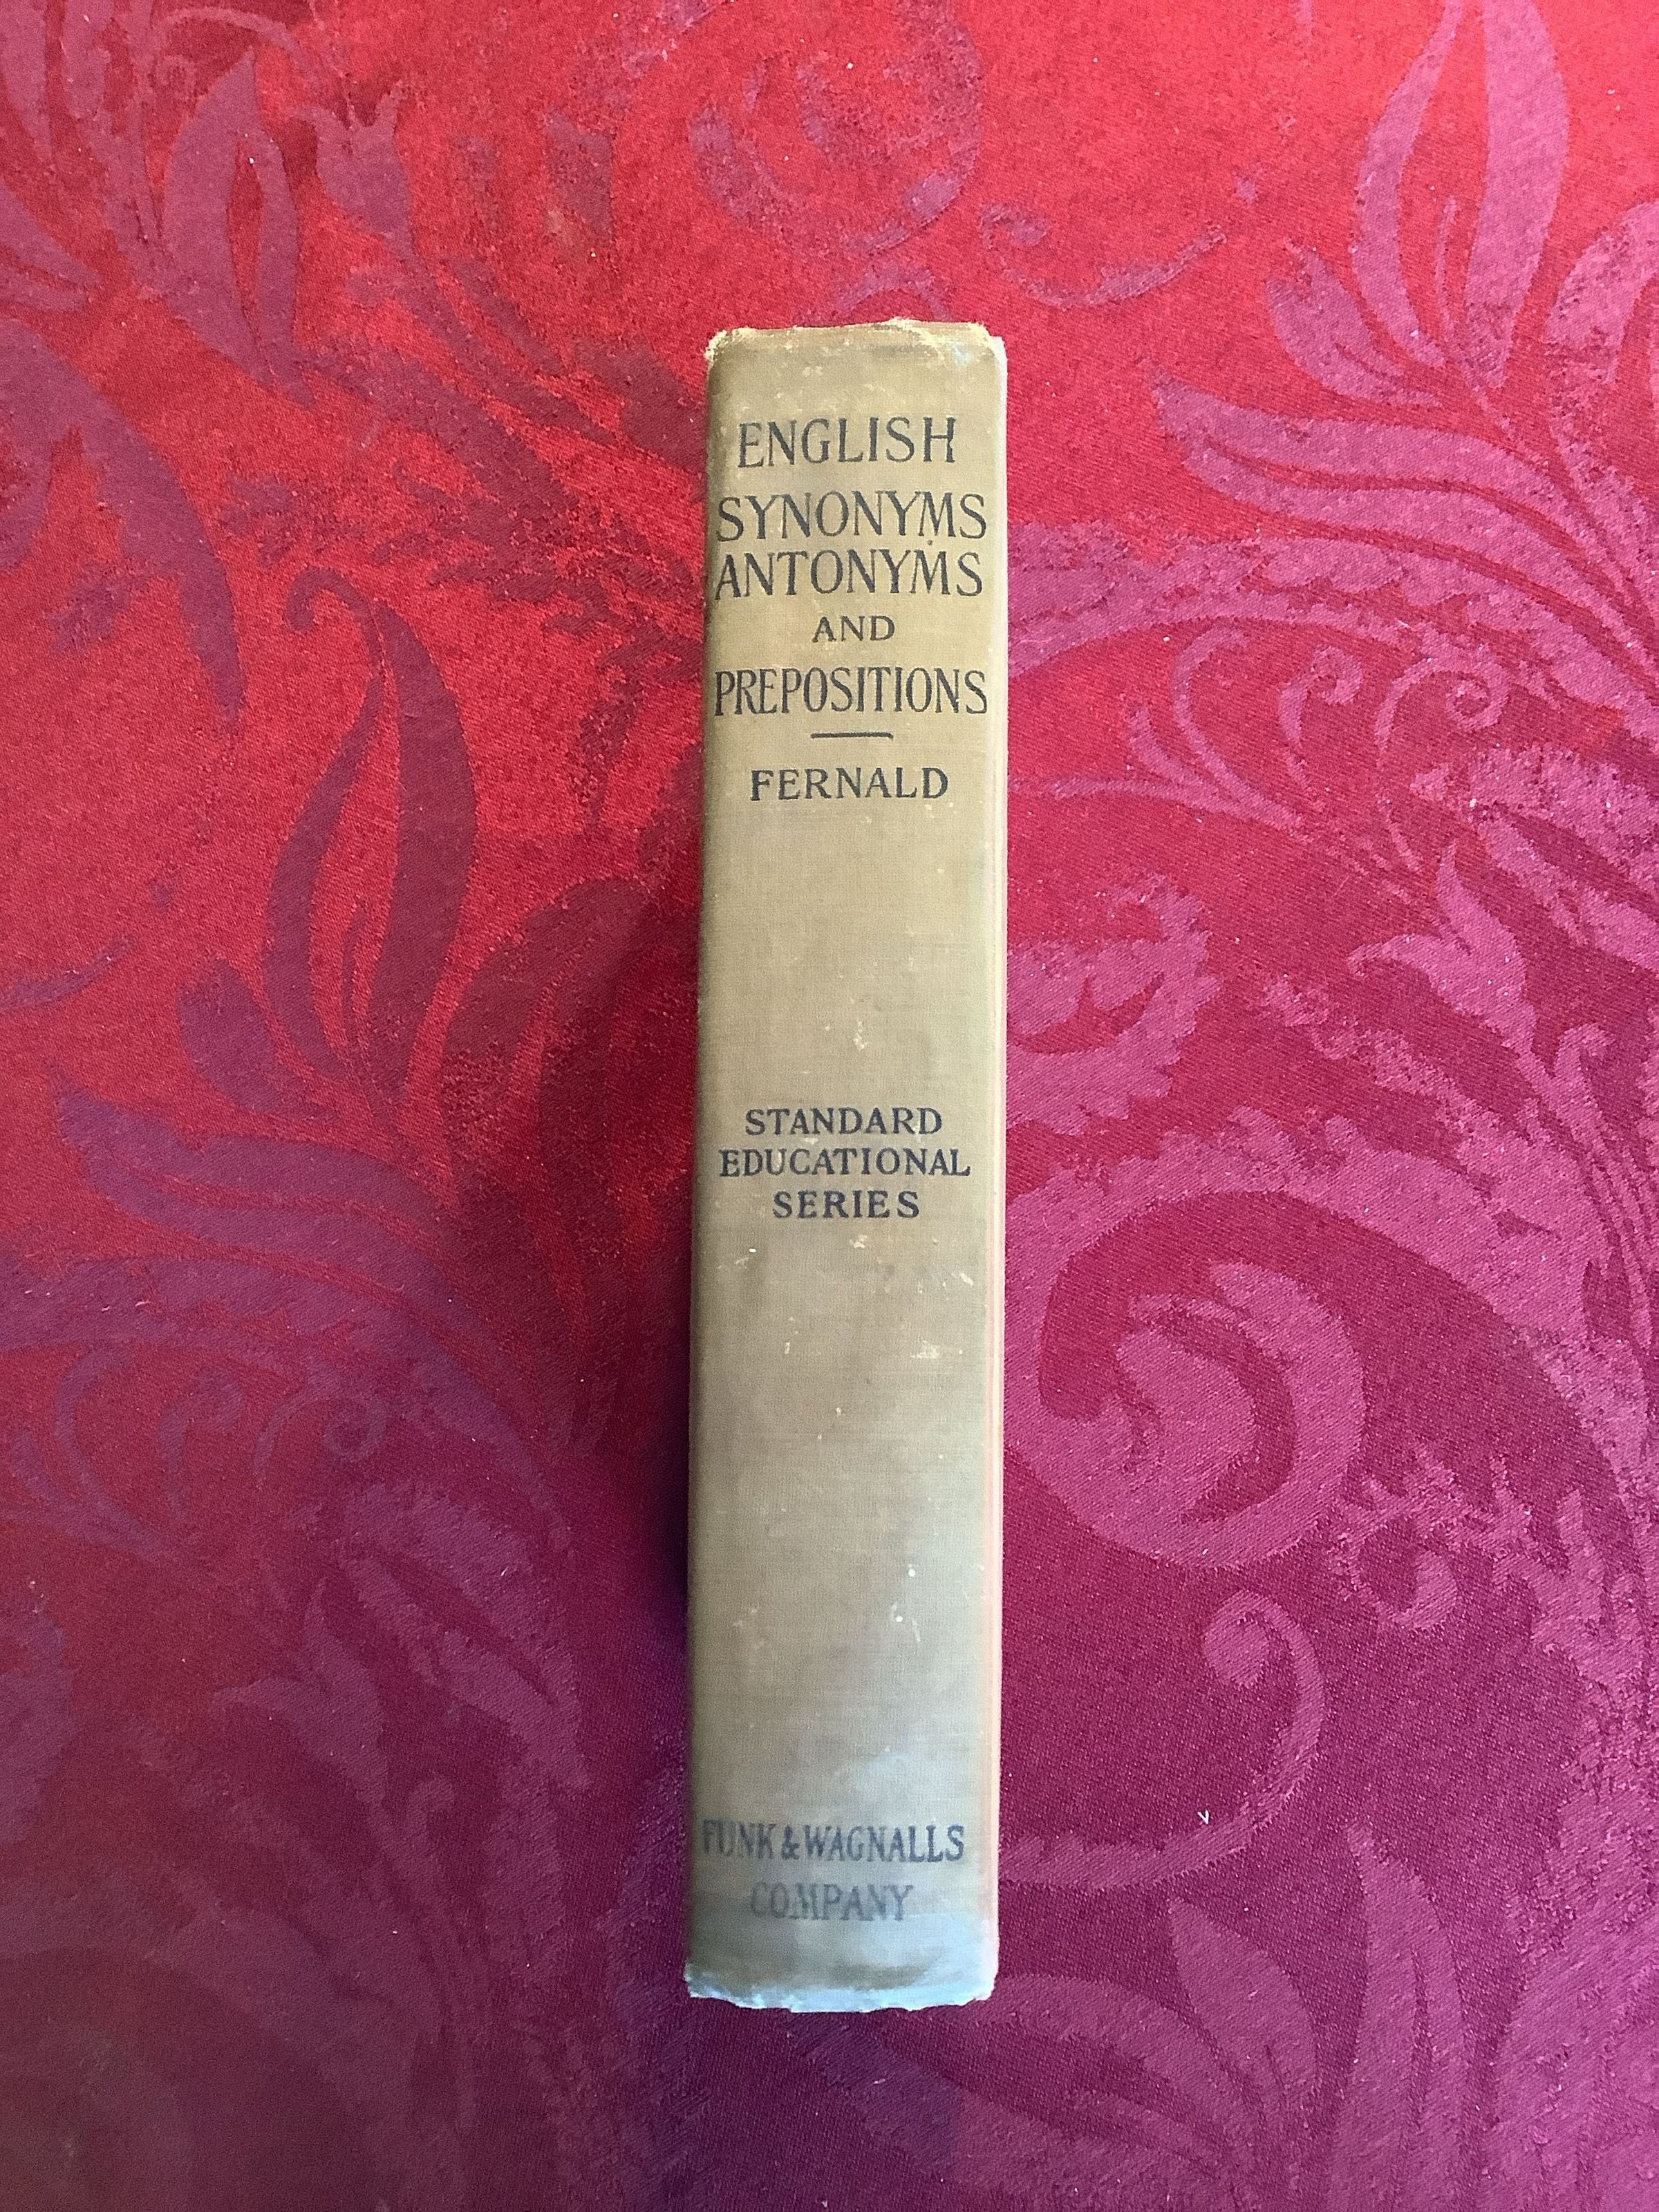 ENGLISH
SYNONYMS
ANTONYMS
AND
PREPOSITIONS
FERNALD
STANDARD
EDUCATIONAL
SERIES
FUNK & WAGNALLS
COMPANY